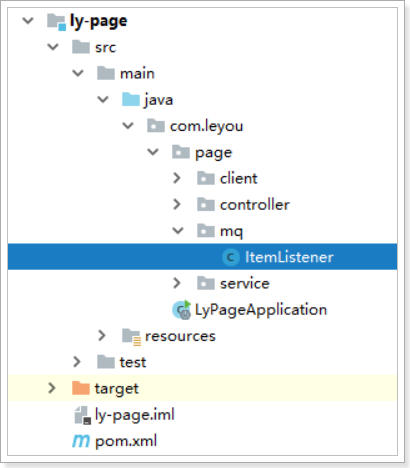 ly-page
src
main
java
com.leyou
page
client
controller
mq
ItemListener
service
LyPageApplication
resources
test
target
ly-page.iml
pom.xml